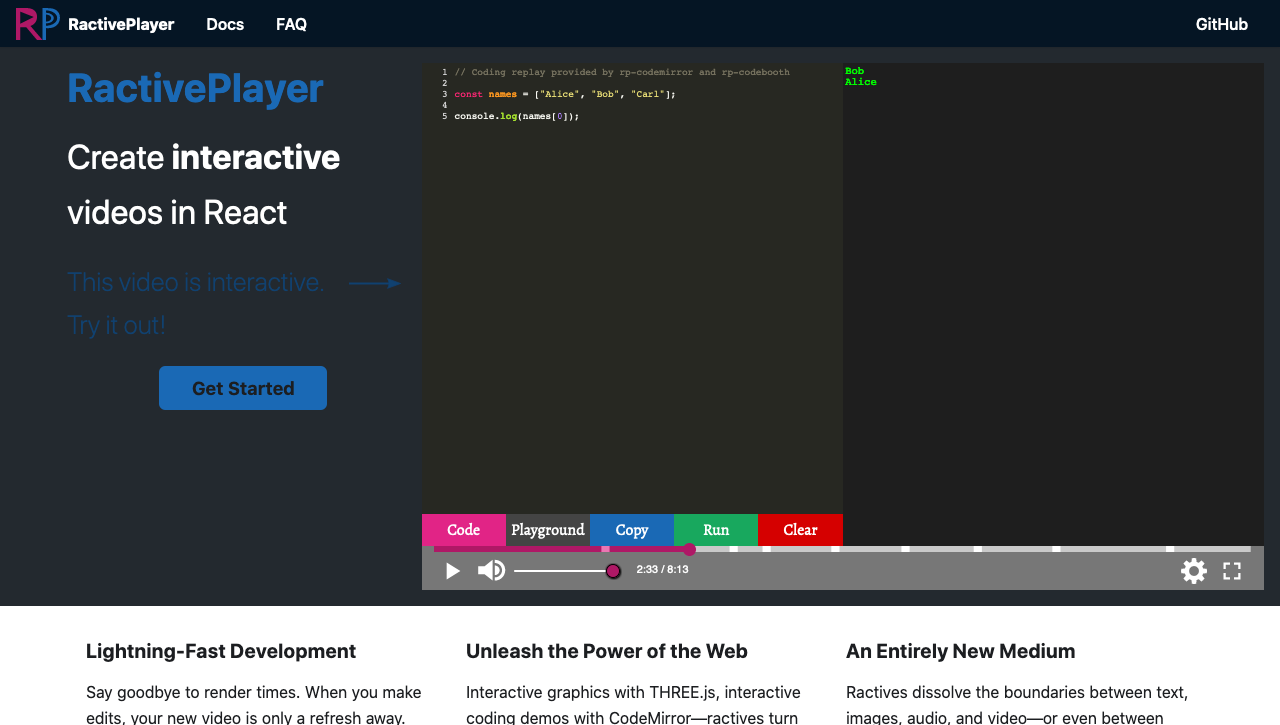 RP RactivePlayer Docs FAQ GitHub
RactivePlayer
Create interactive
videos in React
This video is interactive.
Try it out!
Get Started
1 // Coding replay provided by rp-codemirror and rp-codebooth
2
3 const names = ["Alice", "Bob", "Carl"];
4
5 console.log(names[0]);
Bob
Alice
Code Playground Copy Run Clear
2:33 / 8:13
Lightning-Fast Development
Say goodbye to render times. When you make
edits, your new video is only a refresh away.
Unleash the Power of the Web
Interactive graphics with THREE.js, interactive
coding demos with CodeMirror—ractives turn
An Entirely New Medium
Ractives dissolve the boundaries between text,
images, audio, and video—or even between